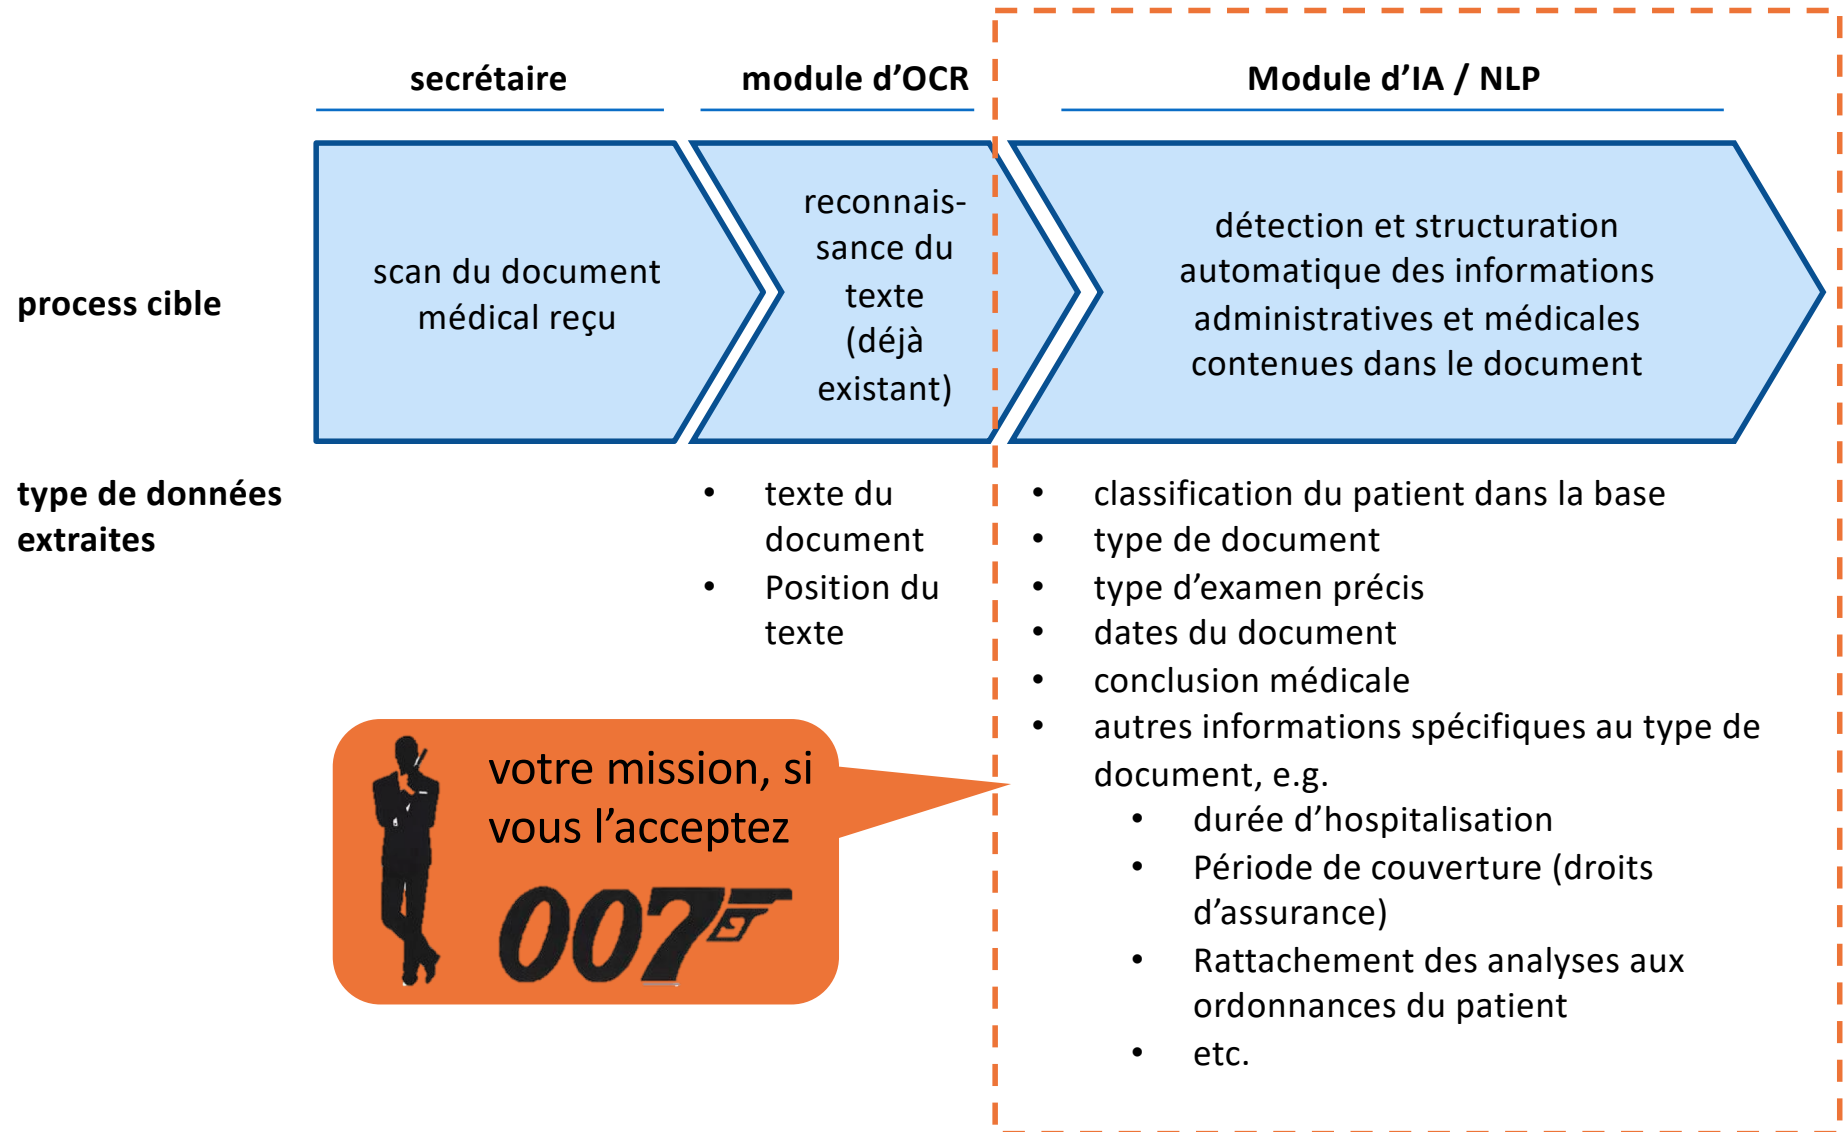 secrétaire
module d’OCR
Module d’IA / NLP
process cible
scan du document
médical reçu
reconnais-
sance du
texte
(déjà
existant)
détection et structuration
automatique des informations
administratives et médicales
contenues dans le document
type de données
extraites
• texte du
document
• Position du
texte
• classification du patient dans la base
• type de document
• type d’examen précis
• dates du document
• conclusion médicale
• autres informations spécifiques au type de
document, e.g.
• durée d’hospitalisation
• Période de couverture (droits
d’assurance)
• Rattachement des analyses aux
ordonnances du patient
• etc.
votre mission, si
vous l’acceptez
007